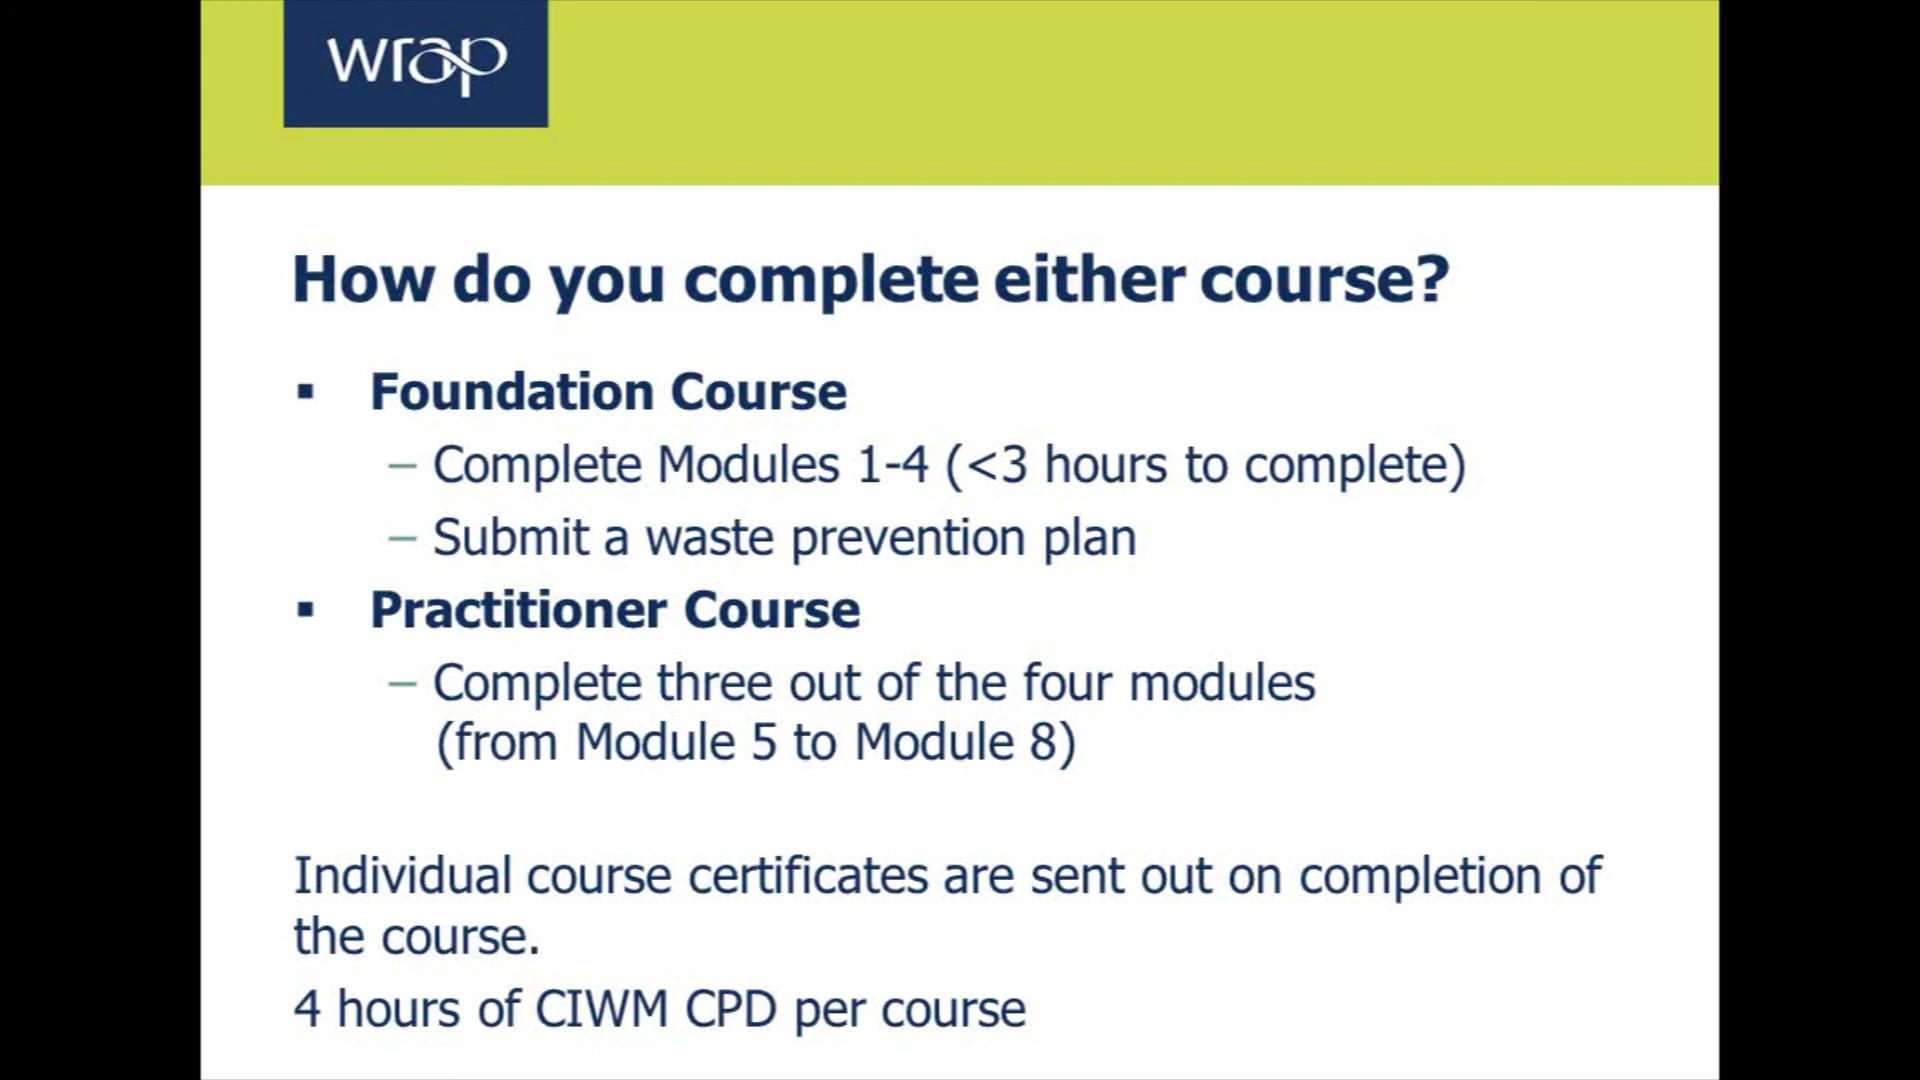 wrap
How do you complete either course?
▪ Foundation Course
– Complete Modules 1-4 (<3 hours to complete)
– Submit a waste prevention plan
▪ Practitioner Course
– Complete three out of the four modules
(from Module 5 to Module 8)
Individual course certificates are sent out on completion of
the course.
4 hours of CIWM CPD per course